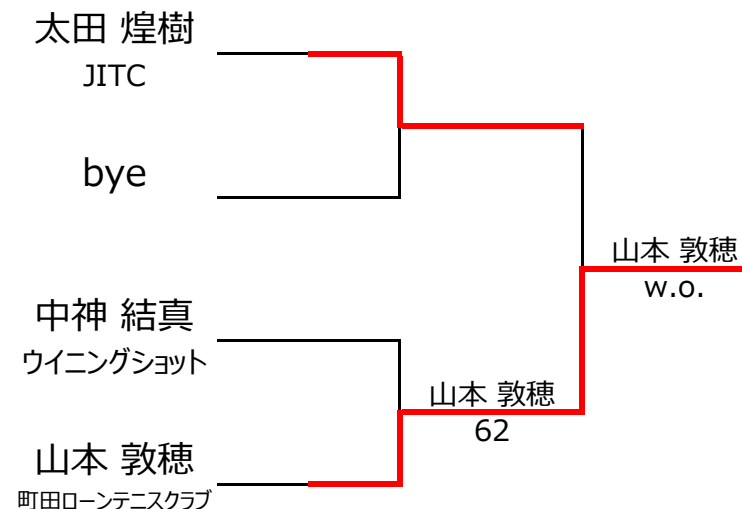 太田 煌樹
JITC
bye
山本 敦穂
w.o.
中神 結真
ウイニングショット
山本 敦穂
62
山本 敦穂
町田ローンテニスクラブ